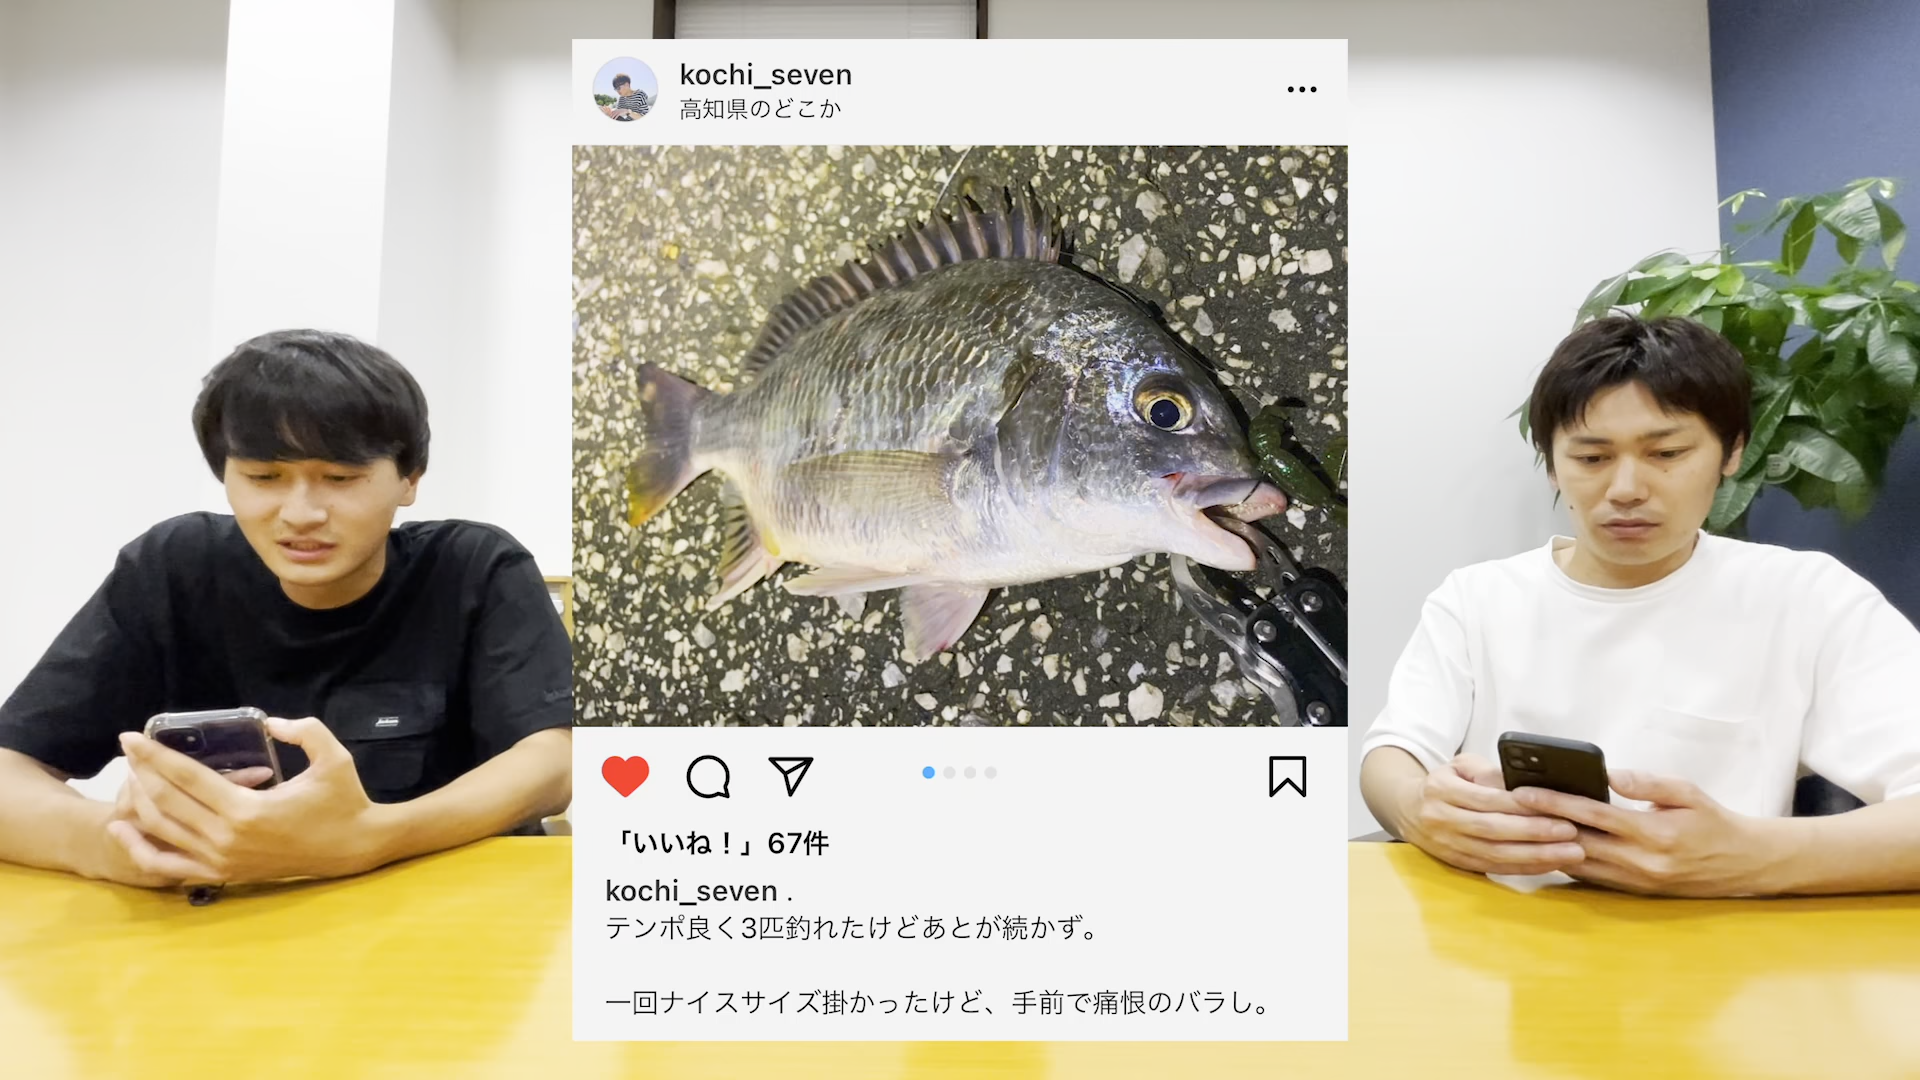 kochi_seven
高知県のどこか
「いいね！」67件
kochi_seven .
テンポ良く3匹釣れたけどあとが続かず。
一回ナイスサイズ掛かったけど、手前で痛恨のバラし。